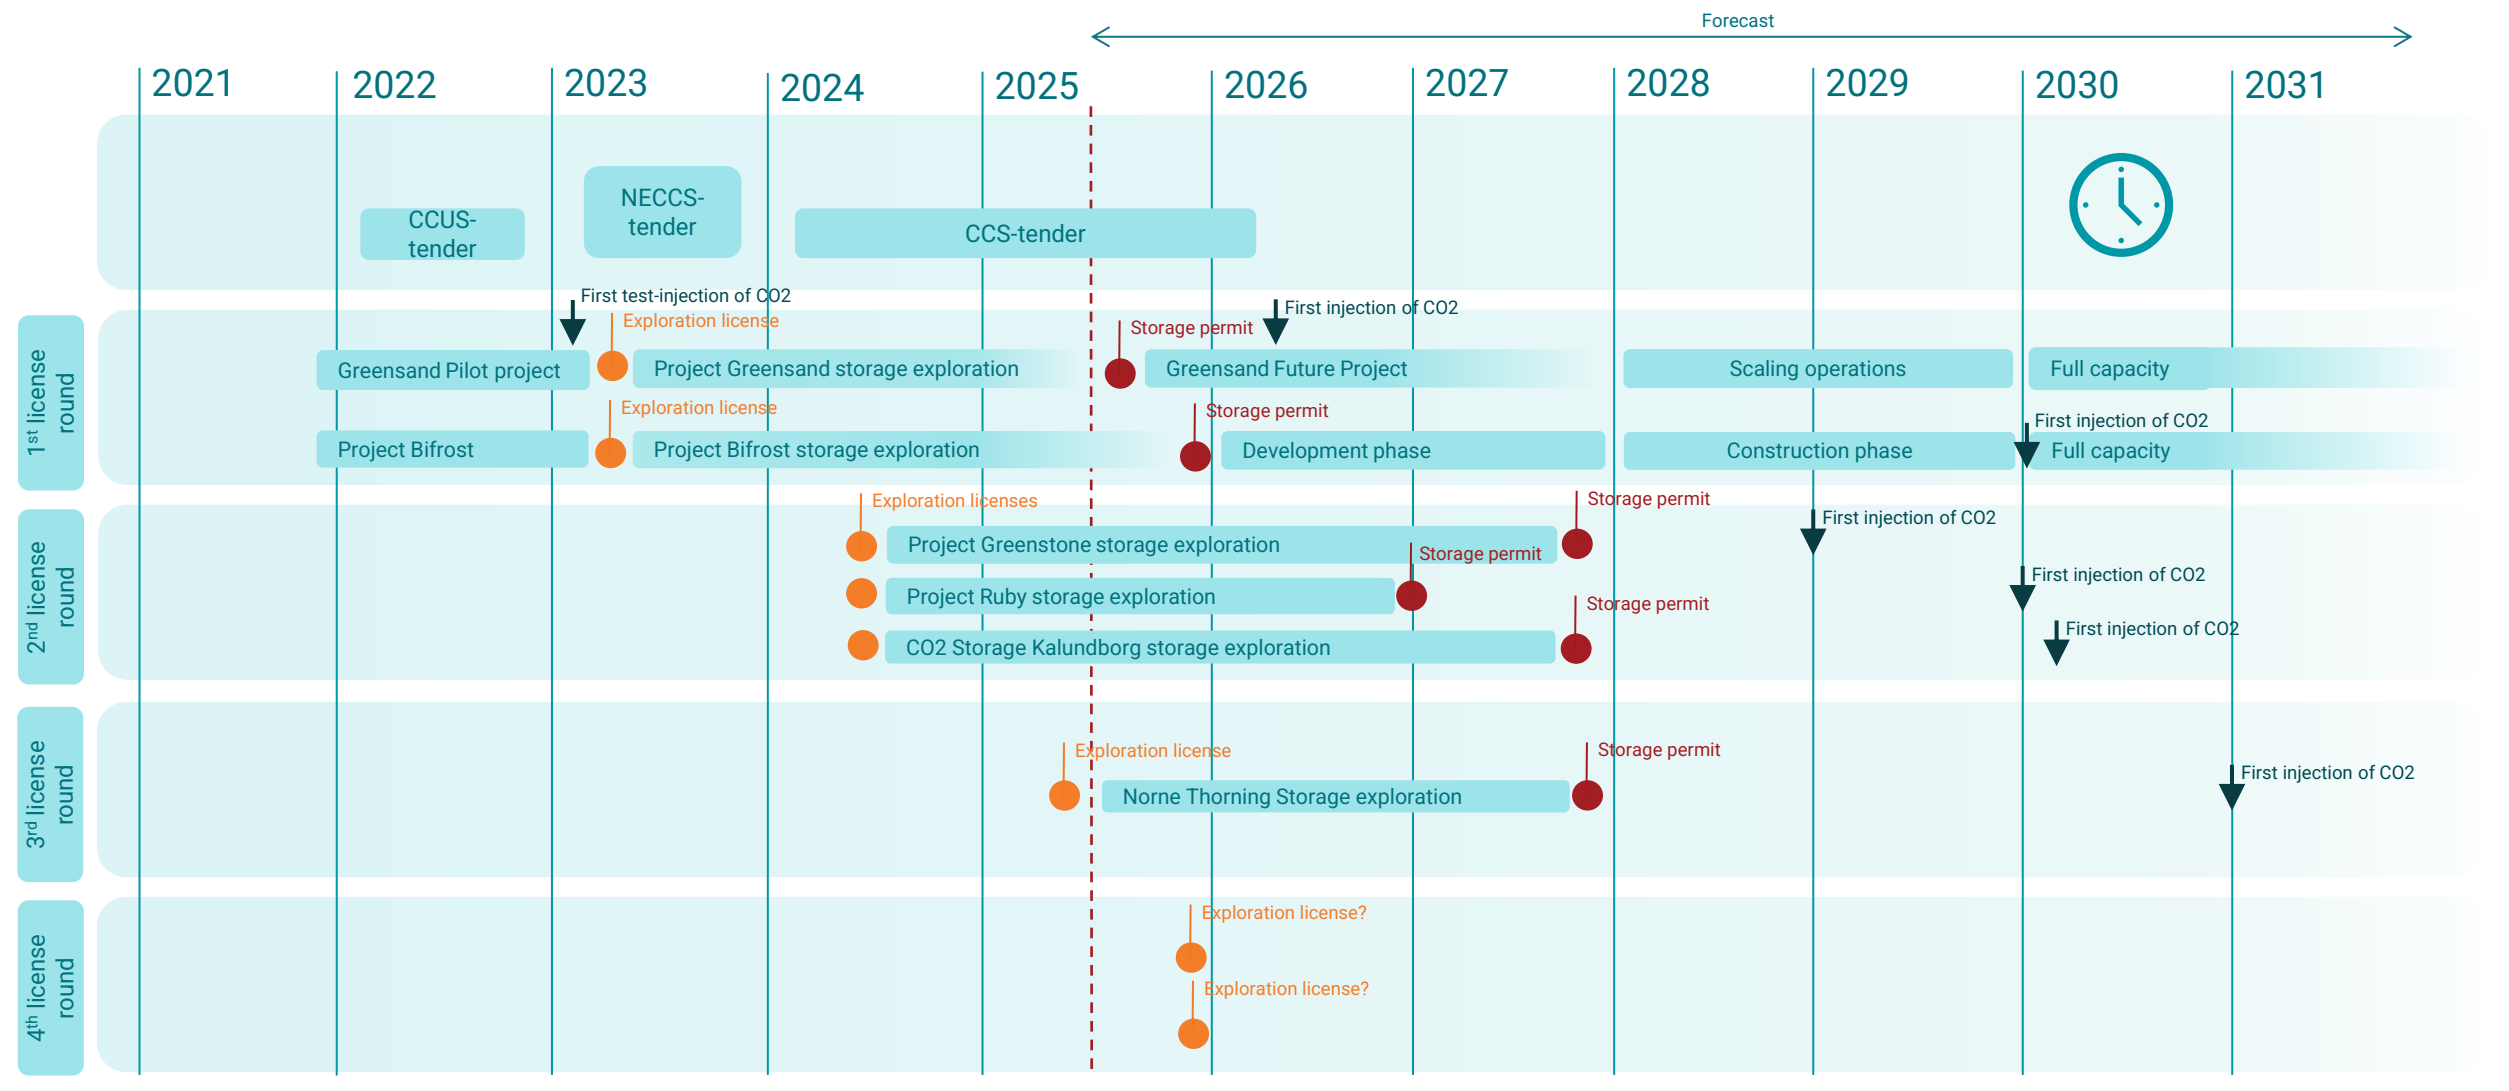 Forecast
2021
2022
2023
2024
2025
2026
2027
2028
2029
2030
2031
CCUS-
tender
NECCS-
tender
CCS-tender
1st license
round
First test-injection of CO2
Exploration license
Storage permit
First injection of CO2
Greensand Pilot project
Project Greensand storage exploration
Greensand Future Project
Scaling operations
Full capacity
Exploration license
Storage permit
First injection of CO2
Project Bifrost
Project Bifrost storage exploration
Development phase
Construction phase
Full capacity
2nd license
round
Exploration licenses
Storage permit
First injection of CO2
Project Greenstone storage exploration
Storage permit
First injection of CO2
Project Ruby storage exploration
Storage permit
First injection of CO2
CO2 Storage Kalundborg storage exploration
3rd license
round
Exploration license
Storage permit
First injection of CO2
Norne Thorning Storage exploration
4th license
round
Exploration license?
Exploration license?